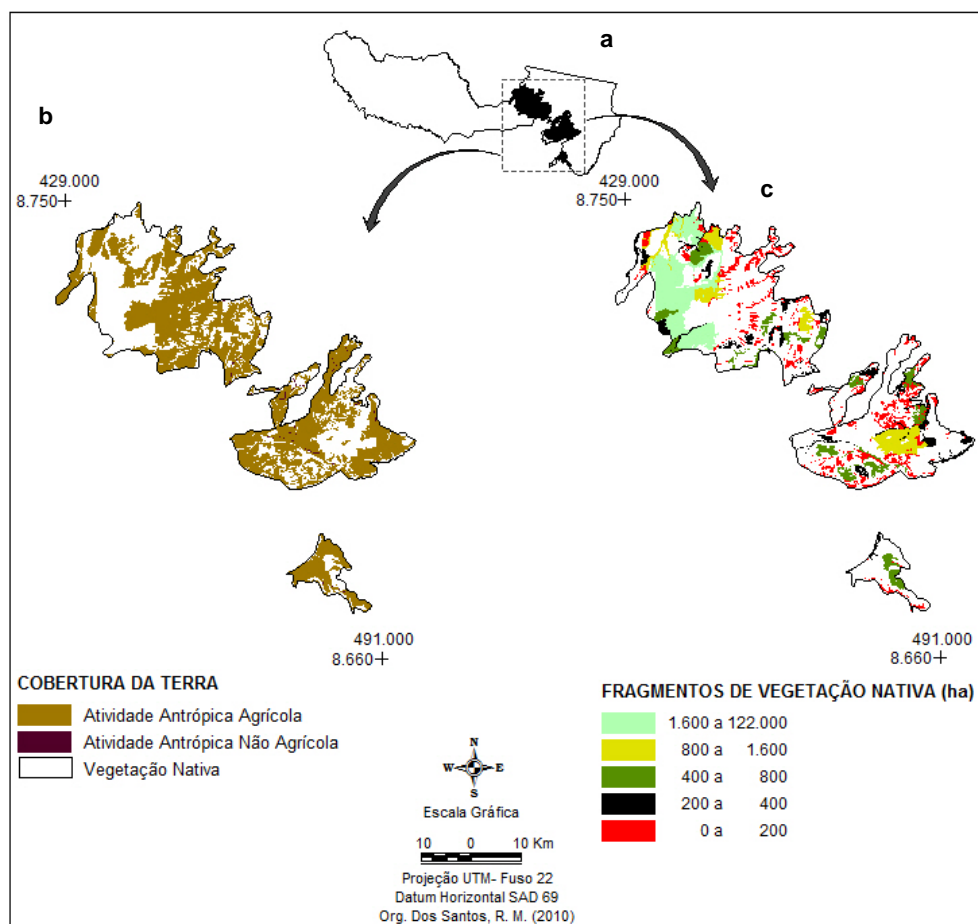 a
b
429.000
8.750
429.000
8.750
c
491.000
8.660
491.000
8.660
COBERTURA DA TERRA
Atividade Antrópica Agrícola
Atividade Antrópica Não Agrícola
Vegetação Nativa
FRAGMENTOS DE VEGETAÇÃO NATIVA (ha)
1.600 a 122.000
800 a 1.600
400 a 800
200 a 400
0 a 200
N
W E
S
Escala Gráfica
10 0 10 Km
Projeção UTM- Fuso 22
Datum Horizontal SAD 69
Org. Dos Santos, R. M. (2010)